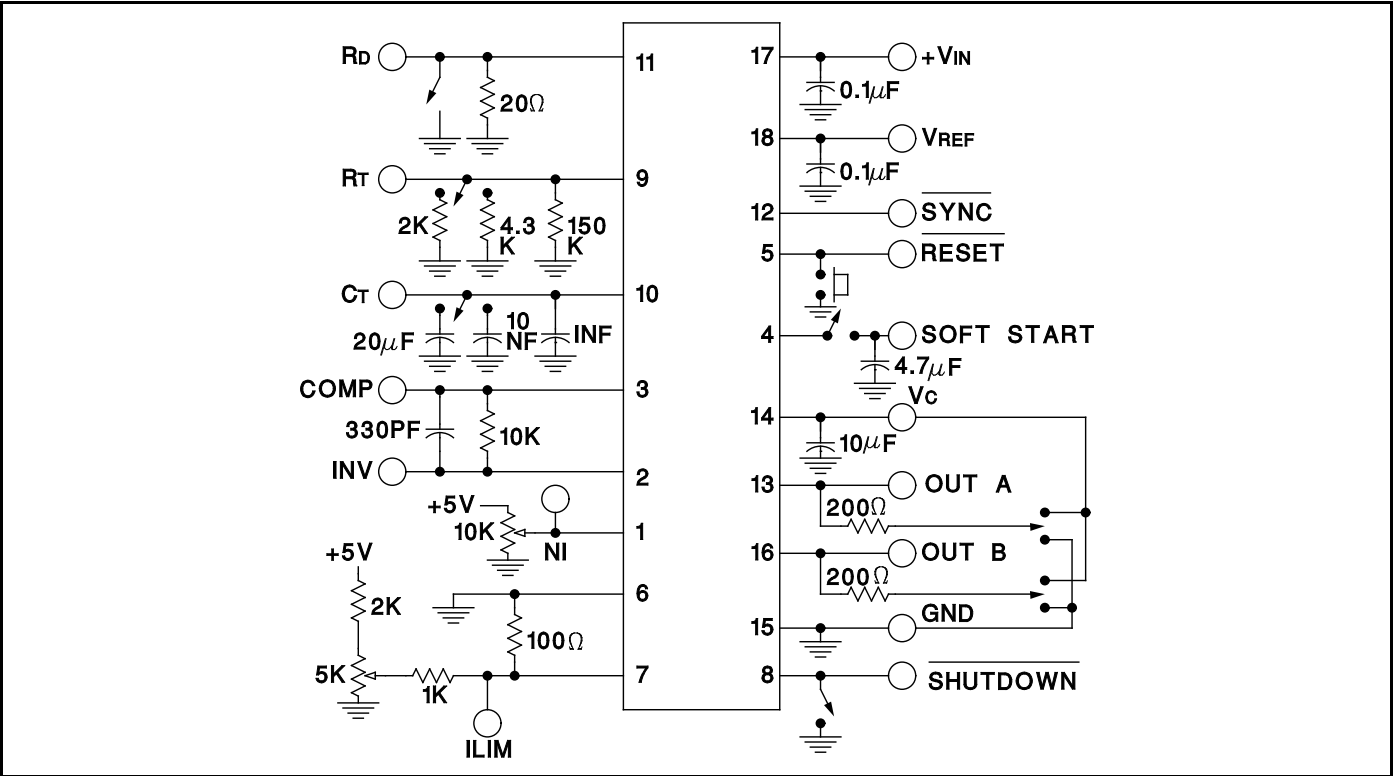 RD
11
20Ω
RT
9
2K
4.3
K
150
K
CT
10
20μF
10
NF
INF
COMP
3
330PF
10K
INV
2
+5V
10K
1
NI
+5V
2K
6
100Ω
5K
1K
7
ILIM
17
+VIN
0.1μF
18
VREF
0.1μF
12
SYNC
5
RESET
4
SOFT START
4.7μF
VC
14
10μF
13
OUT A
200Ω
16
OUT B
200Ω
GND
15
8
SHUTDOWN